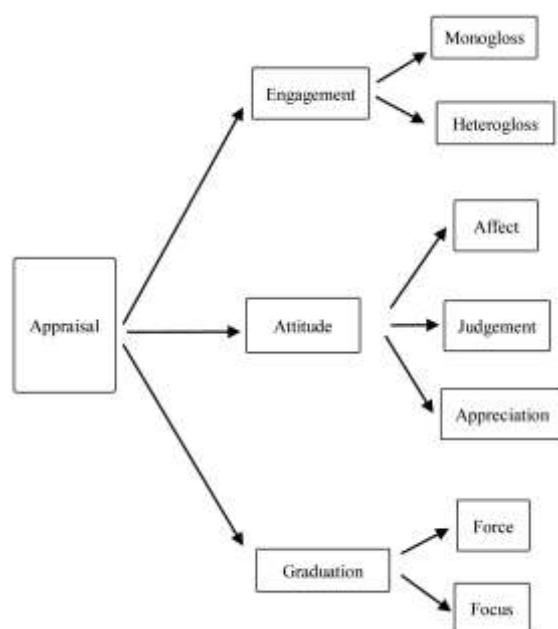 Appraisal
Engagement
Monogloss
Heterogloss
Attitude
Affect
Judgement
Appreciation
Graduation
Force
Focus